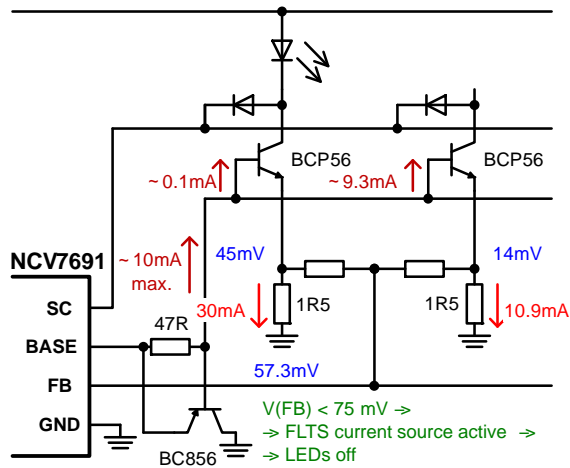 BCP56
BCP56
~ 0.1mA
~ 9.3mA
NCV7691
~ 10mA
max.
45mV
14mV
SC
30mA
1R5
1R5
10.9mA
47R
BASE
57.3mV
FB
V(FB) < 75 mV ->
-> FLTS current source active ->
-> LEDs off
GND
BC856